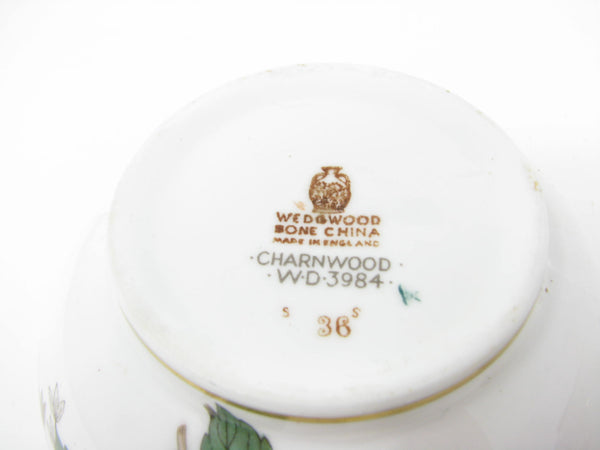 WEDGWOOD
BONE CHINA
MADE IN ENGLAND
·CHARNWOOD·
·W·D·3984·
S 36 S